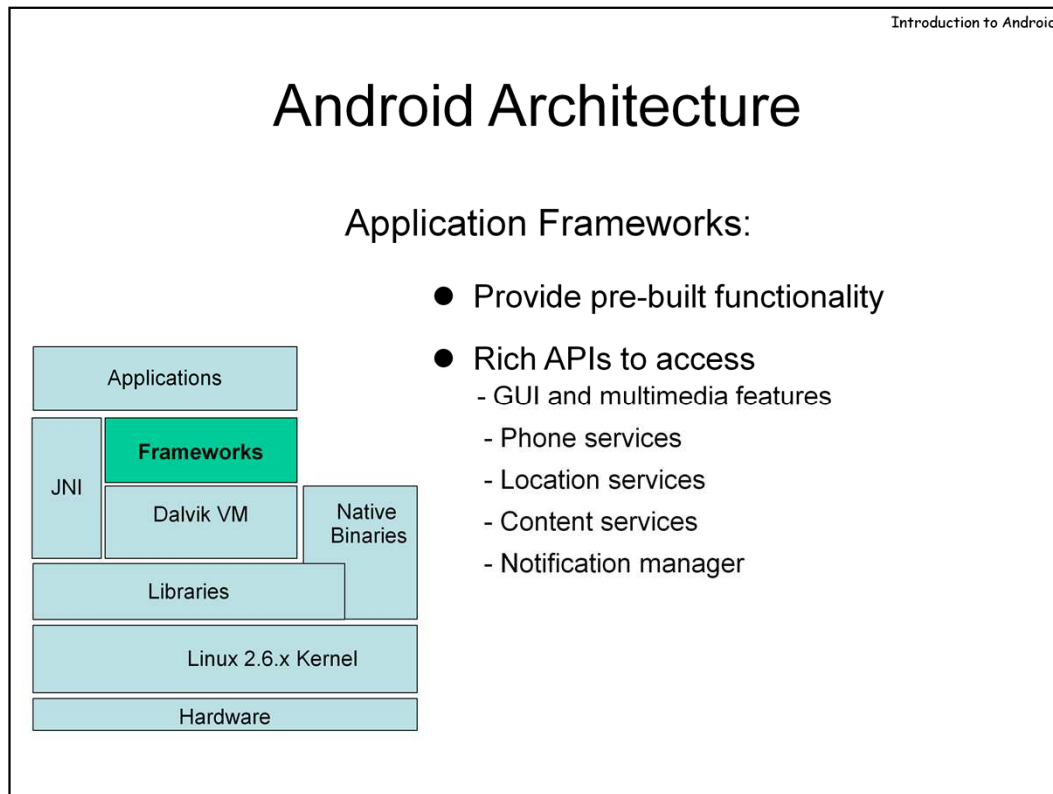 Introduction to Android
Android Architecture
Application Frameworks:
● Provide pre-built functionality
● Rich APIs to access
- GUI and multimedia features
- Phone services
- Location services
- Content services
- Notification manager
Applications
JNI
Frameworks
Dalvik VM
Native
Binaries
Libraries
Linux 2.6.x Kernel
Hardware